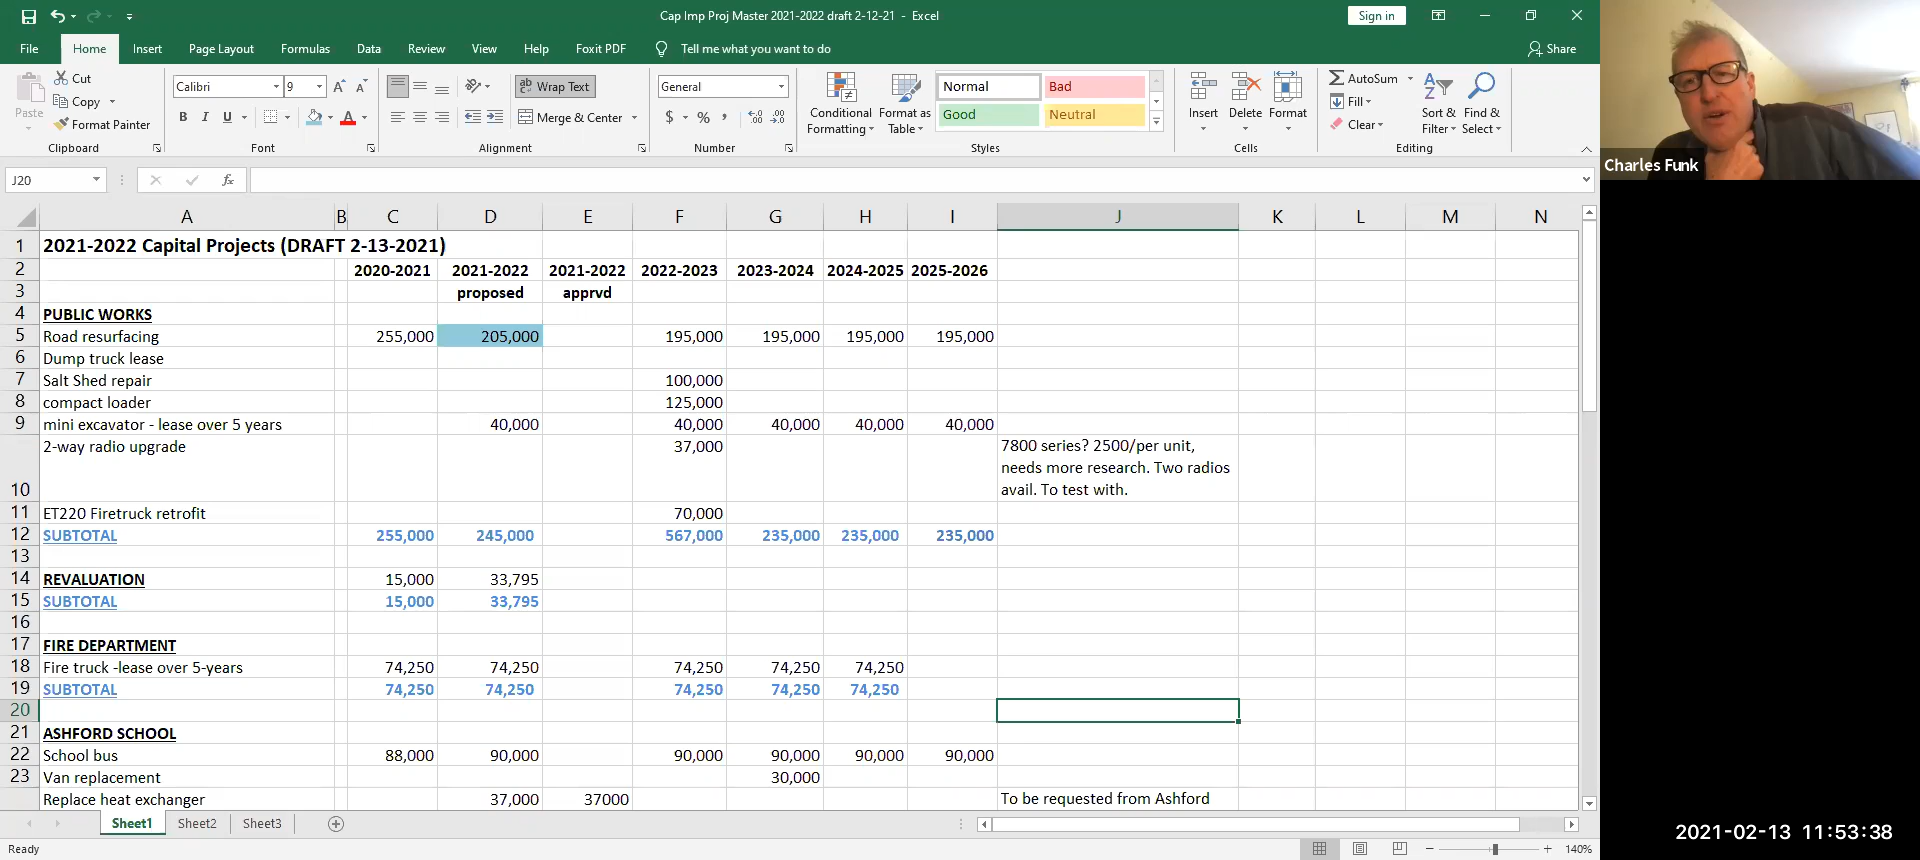 Cap Imp Proj Master 2021-2022 draft 2-12-21 - Excel
Sign in
File Home Insert Page Layout Formulas Data Review View Help Foxit PDF Tell me what you want to do Share
Paste
Cut
Copy
Format Painter
Calibri 9
B I U
Wrap Text
Merge & Center
General
$ % ,
Conditional Formatting
Format as Table
Normal Bad
Good Neutral
Insert Delete Format
AutoSum
Fill
Clear
Sort & Filter
Find & Select
Clipboard Font Alignment Number Styles Cells Editing
Charles Funk
J20 fx
A B C D E F G H I J K L M N
1 2021-2022 Capital Projects (DRAFT 2-13-2021)
2 2020-2021 2021-2022 2021-2022 2022-2023 2023-2024 2024-2025 2025-2026
3 proposed apprvd
4 PUBLIC WORKS
5 Road resurfacing 255,000 205,000 195,000 195,000 195,000 195,000
6 Dump truck lease
7 Salt Shed repair 100,000
8 compact loader 125,000
9 mini excavator - lease over 5 years 40,000 40,000 40,000 40,000 40,000
2-way radio upgrade 37,000 7800 series? 2500/per unit,
needs more research. Two radios
10 avail. To test with.
11 ET220 Firetruck retrofit 70,000
12 SUBTOTAL 255,000 245,000 567,000 235,000 235,000 235,000
13
14 REVALUATION 15,000 33,795
15 SUBTOTAL 15,000 33,795
16
17 FIRE DEPARTMENT
18 Fire truck -lease over 5-years 74,250 74,250 74,250 74,250 74,250
19 SUBTOTAL 74,250 74,250 74,250 74,250 74,250
20
21 ASHFORD SCHOOL
22 School bus 88,000 90,000 90,000 90,000 90,000 90,000
23 Van replacement 30,000
Replace heat exchanger 37,000 37000 To be requested from Ashford
Sheet1 Sheet2 Sheet3
2021-02-13 11:53:38
Ready 140%